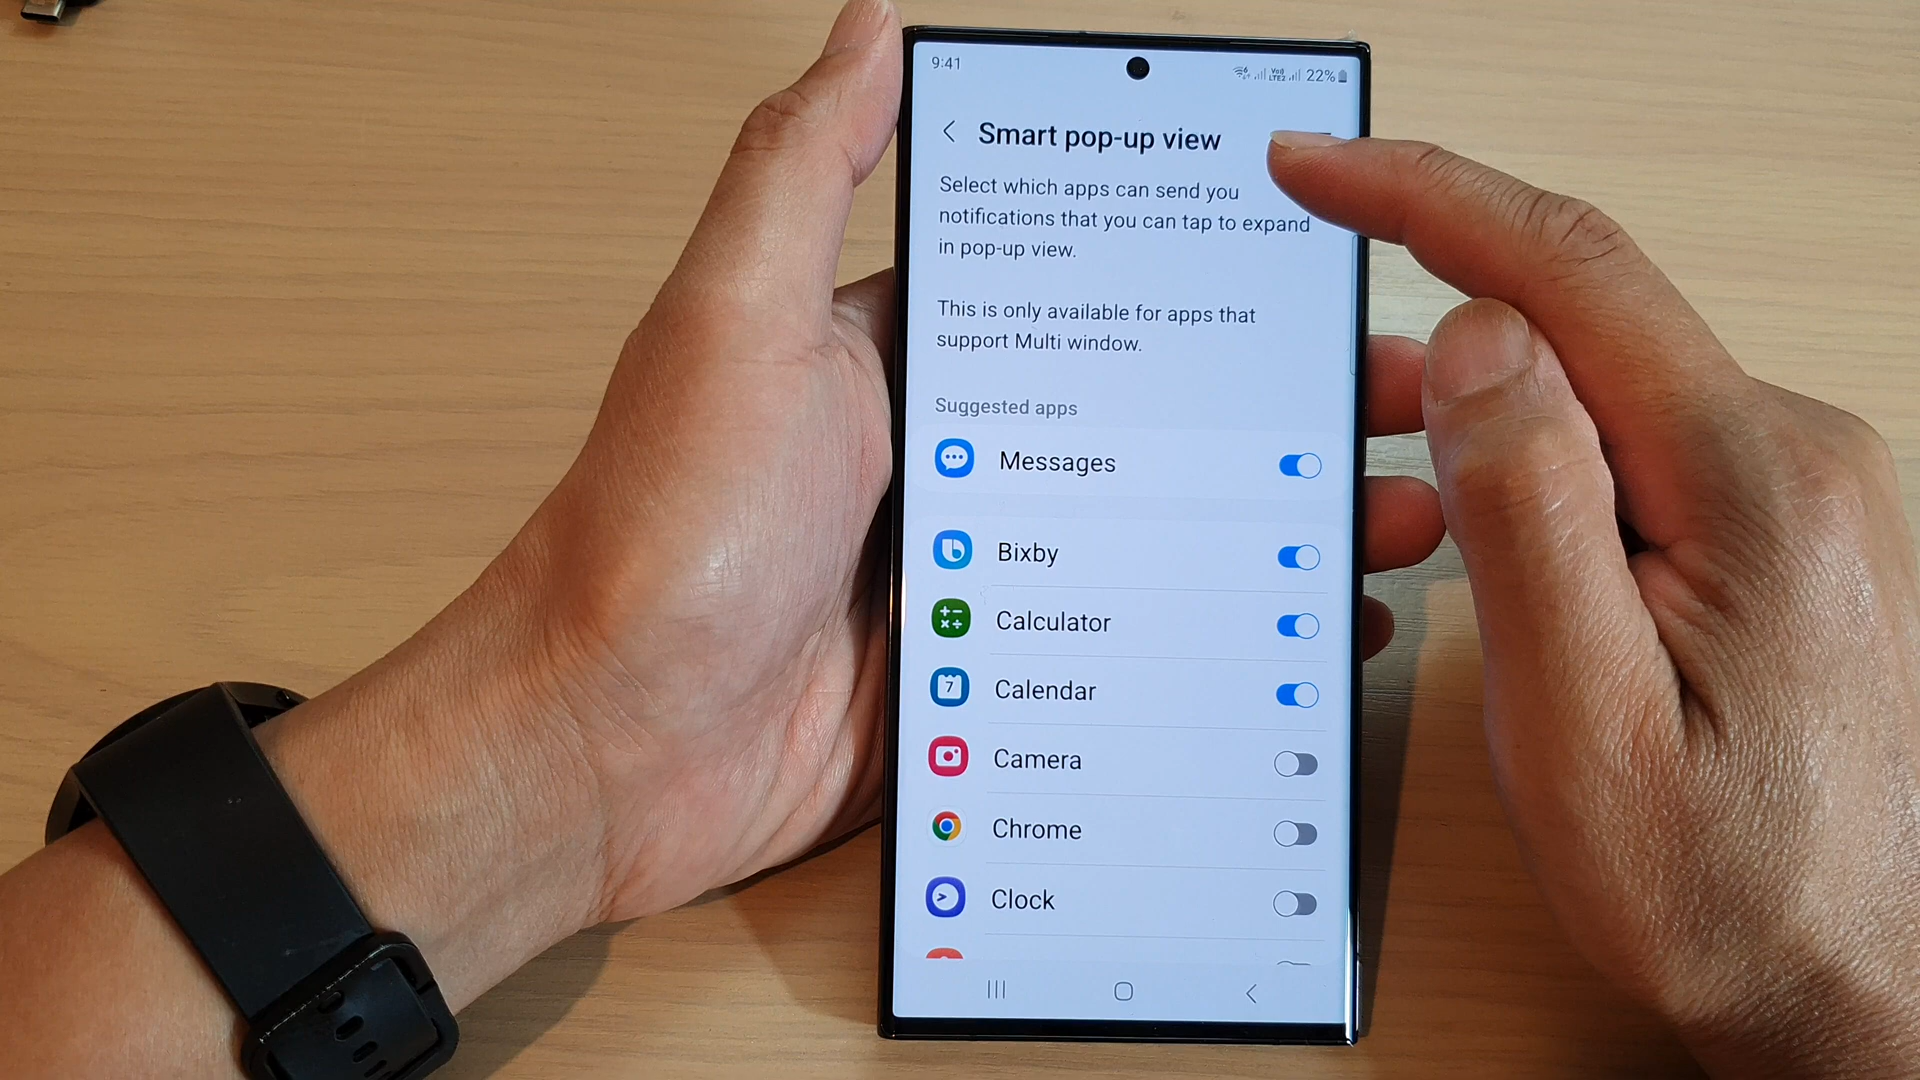 9:41
22%
Smart pop-up view
Select which apps can send you
notifications that you can tap to expand
in pop-up view.
This is only available for apps that
support Multi window.
Suggested apps
Messages
Bixby
Calculator
7
Calendar
Camera
Chrome
Clock